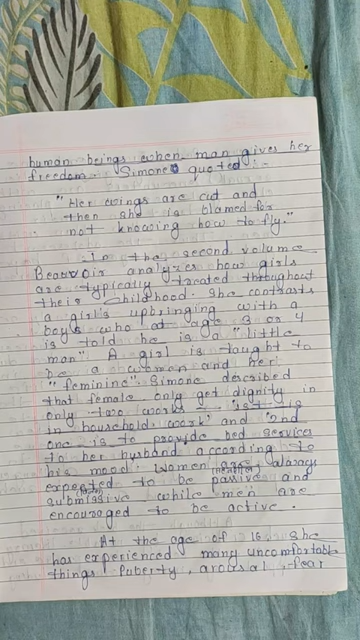 human beings when man gives her
freedom. Simone quoted :-
"Her wings are cut and
then she is blamed for
not knowing how to fly."
In the second volume
Beauvoir analyzes how girls
are typically treated throughout
their childhood. She contrasts
a girl's upbringing with a
boys who at age 3 or 4
is told he is a "little
man". A girl is taught to
be a woman and her
"feminine". Simone described
that female only get dignity in
only two works - 1st is
in household work' and '2nd
one is to provide bed services
to her husband according to
his mood. Women are always
expected to be passive and
submissive while men are
encouraged to be active.
At the age of 16, she
has experienced many uncomfortable
things Puberty, arousal, fear